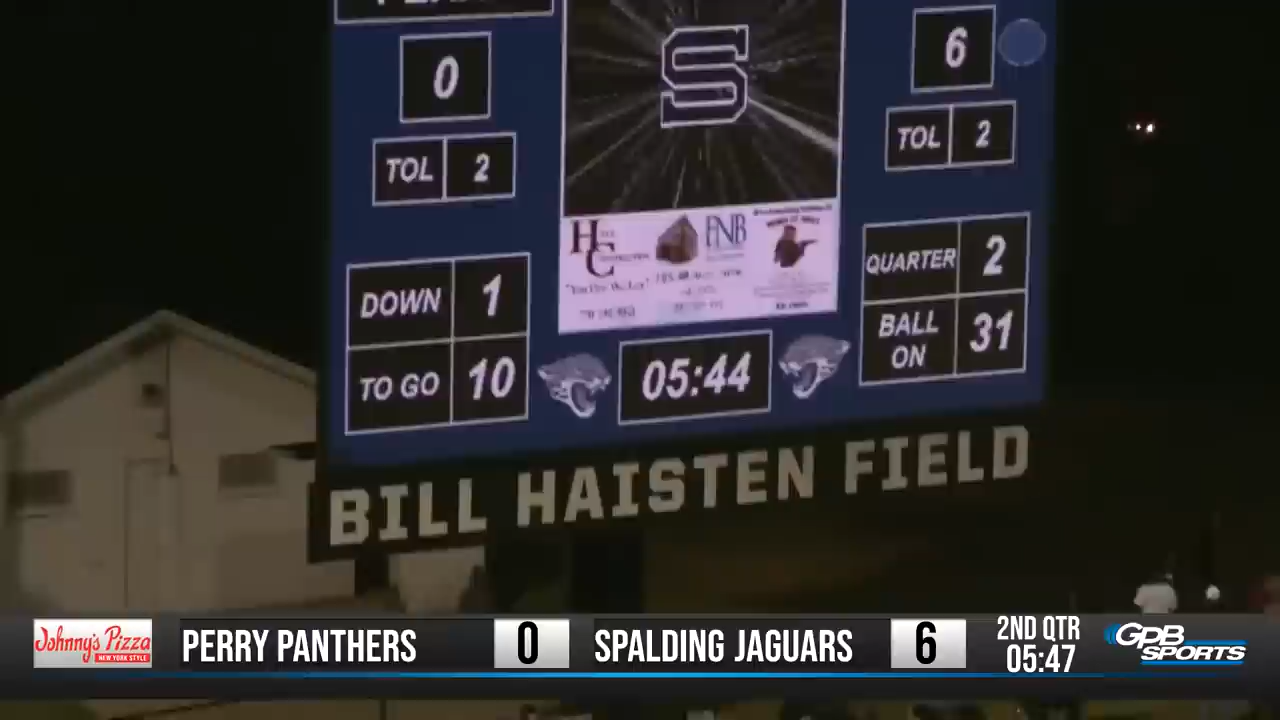 0
S
6
TOL 2
TOL 2
HC
FNB
DOWN 1
QUARTER 2
TO GO 10
BALL ON 31
05:44
BILL HAISTEN FIELD
Johnny's Pizza
NEW YORK STYLE
PERRY PANTHERS 0 SPALDING JAGUARS 6
2ND QTR
05:47
GPB
SPORTS